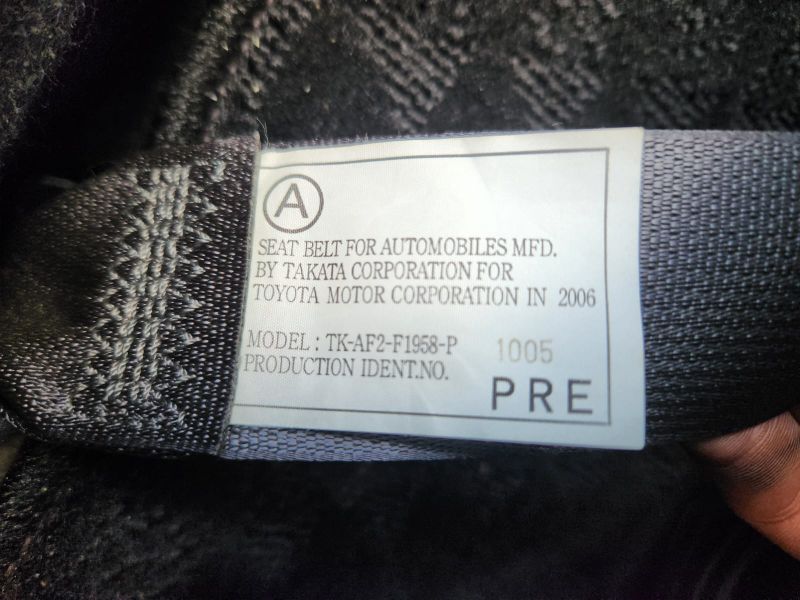 A
SEAT BELT FOR AUTOMOBILES MFD.
BY TAKATA CORPORATION FOR
TOYOTA MOTOR CORPORATION IN 2006
MODEL : TK-AF2-F1958-P 1005
PRODUCTION IDENT.NO.
PRE